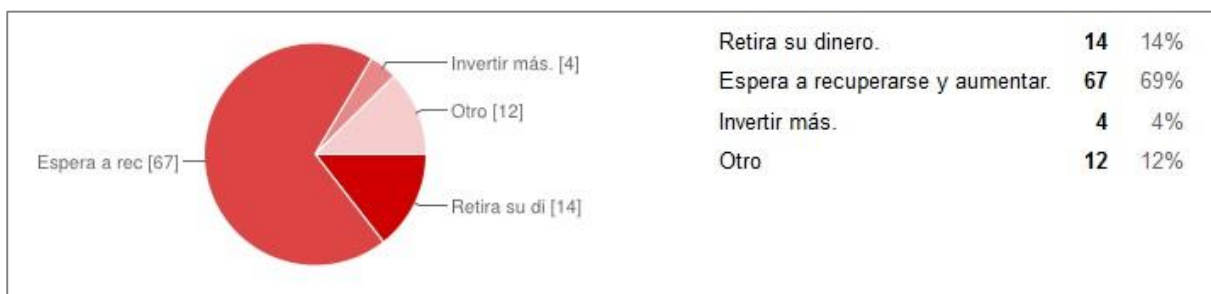 Invertir más. [4]
Otro [12]
Espera a rec [67]
Retira su di [14]
Retira su dinero. 14 14%
Espera a recuperarse y aumentar. 67 69%
Invertir más. 4 4%
Otro 12 12%